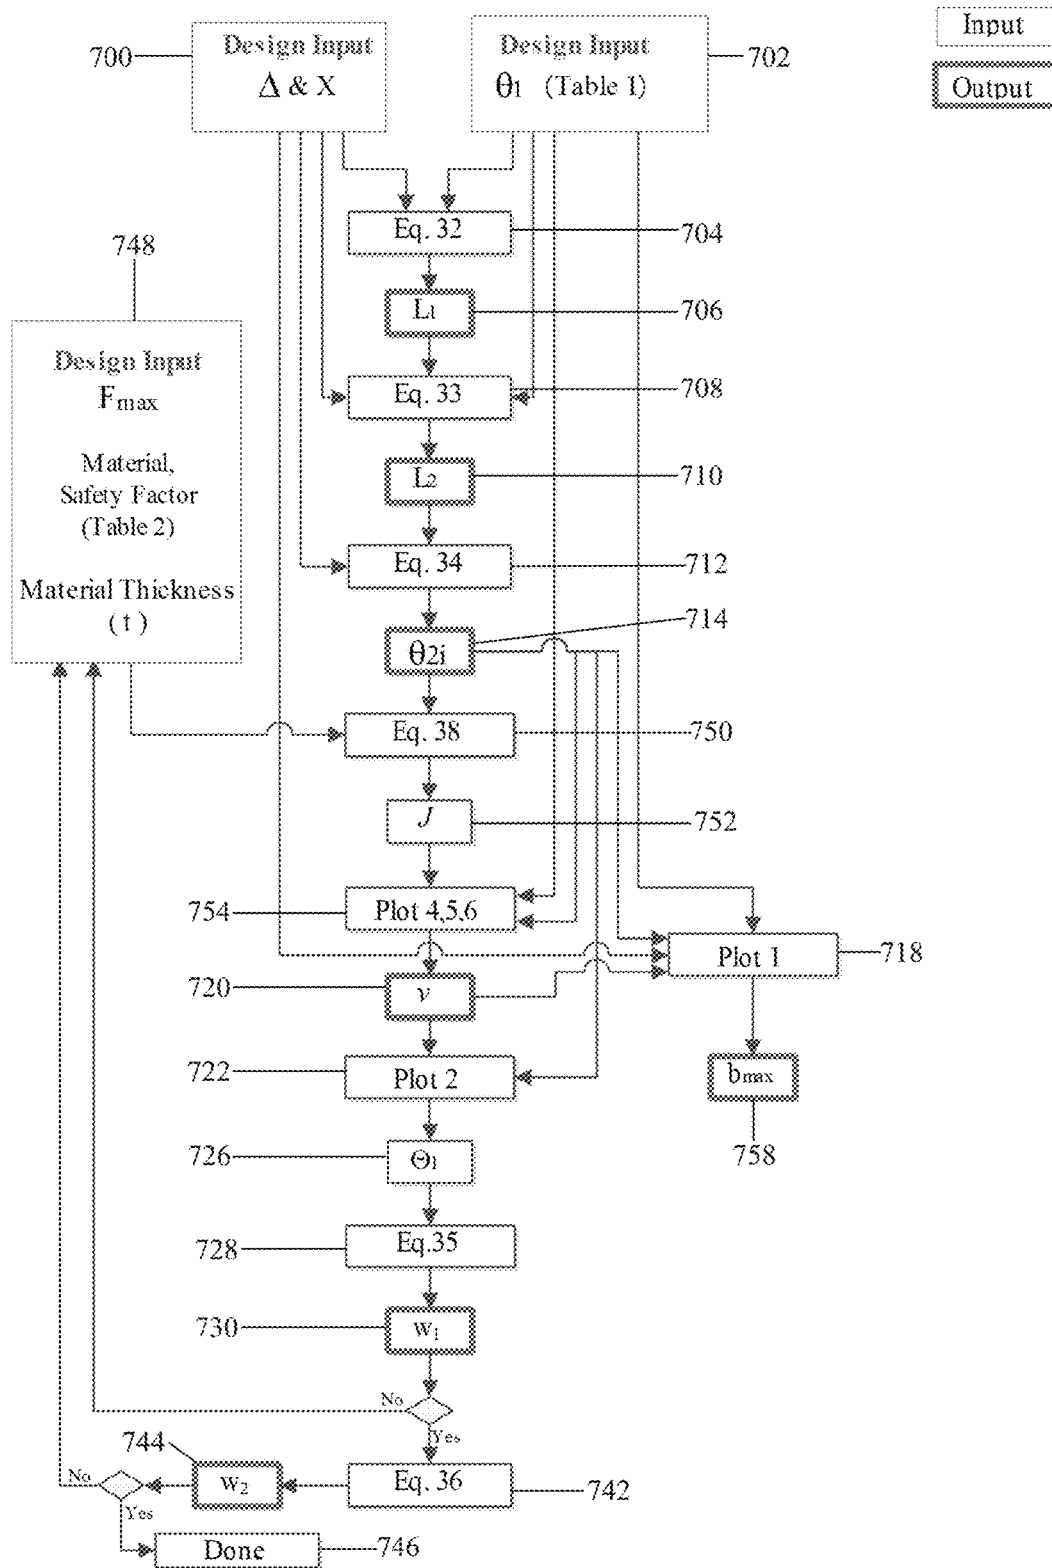 Design Input
Δ & X
700
Design Input
θ1 (Table 1)
702
Input
Output
Eq. 32
704
748
L1
706
Design Input
Fmax
Material,
Safety Factor
(Table 2)
Material Thickness
( t )
Eq. 33
708
L2
710
Eq. 34
712
θ2i
714
Eq. 38
750
J
752
754
Plot 4,5,6
Plot 1
718
720
v
722
Plot 2
bmax
758
726
Θ1
728
Eq.35
730
w1
No
Yes
744
No
w2
Eq. 36
742
Yes
Done
746